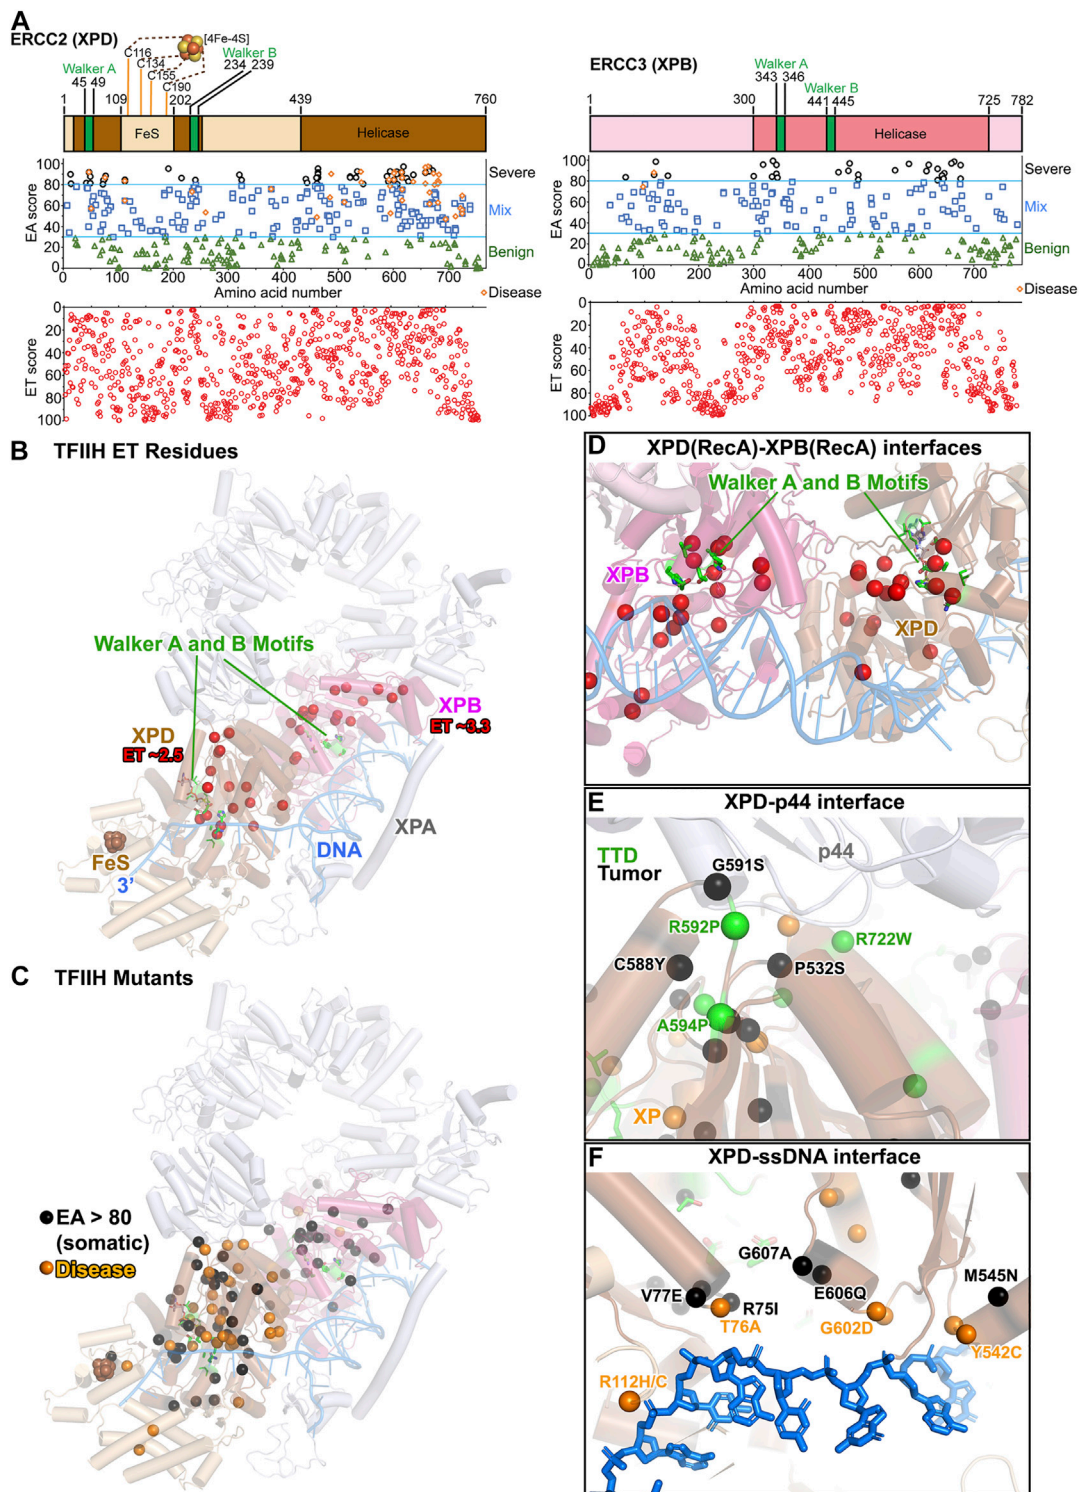 A
ERCC2 (XPD)
[4Fe-4S]
C116
C134
C155
C190
Walker A
45 49
Walker B
234 239
1 109 202 439 760
FeS
Helicase
100
80
60
40
20
0
EA score
Severe
Mix
Benign
0 100 200 300 400 500 600 700
Amino acid number
Disease
0
20
40
60
80
100
ET score
ERCC3 (XPB)
Walker A
343 346
Walker B
441 445
1 300 725 782
Helicase
100
80
60
40
20
0
EA score
Severe
Mix
Benign
100 200 300 400 500 600 700
Amino acid number
Disease
0
20
40
60
80
100
ET score
B TFIIH ET Residues
Walker A and B Motifs
XPB
ET ~3.3
XPD
ET ~2.5
XPA
DNA
FeS
3’
C TFIIH Mutants
EA > 80
(somatic)
Disease
D XPD(RecA)-XPB(RecA) interfaces
Walker A and B Motifs
XPB
XPD
E XPD-p44 interface
TTD
Tumor
p44
G591S
R592P
R722W
C588Y
P532S
A594P
XP
F XPD-ssDNA interface
G607A
E606Q
M545N
V77E
R75I
T76A
G602D
Y542C
R112H/C